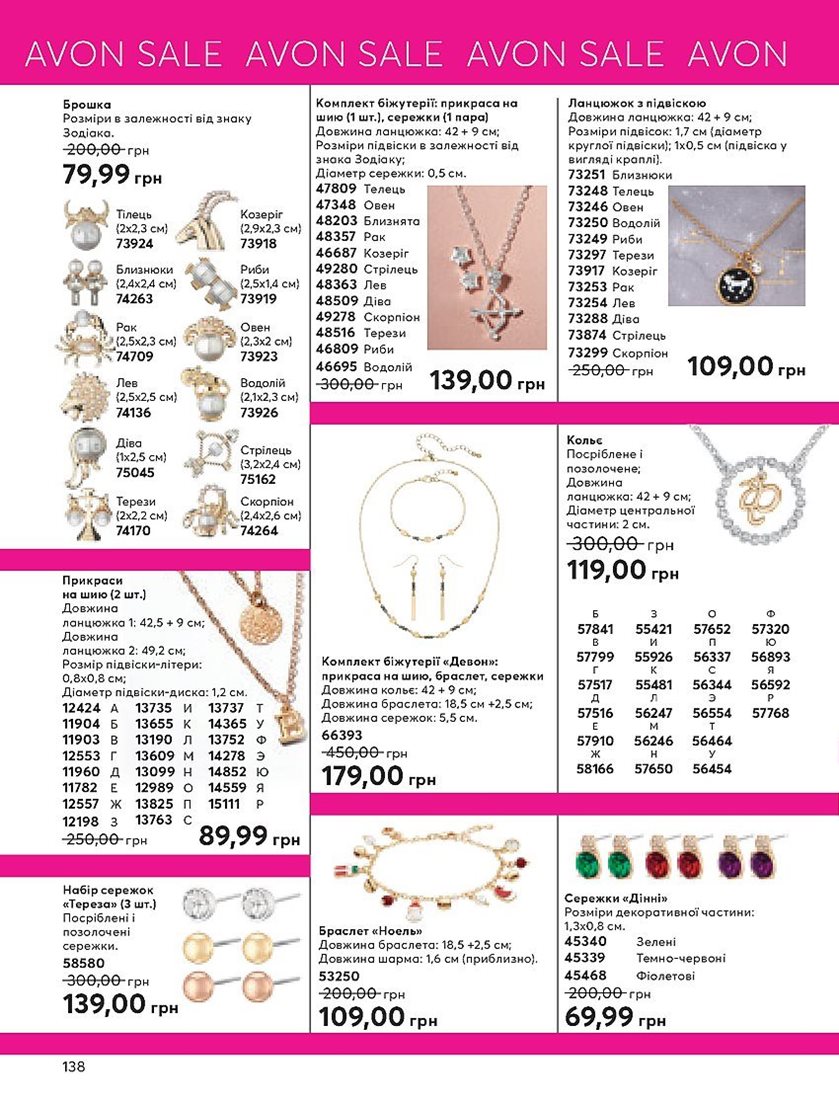 AVON SALE AVON SALE AVON SALE AVON
Брошка
Розміри в залежності від знаку
Зодіака.
200,00 грн
79,99 грн
Тілець
(2х2,3 см)
73924
Козеріг
(2,9х2,3 см)
73918
Близнюки
(2,4х2,4 см)
74263
Риби
(2,5х1,4 см)
73919
Рак
(2,5х2,3 см)
74709
Овен
(2,3х2 см)
73923
Лев
(2,5х2,5 см)
74136
Водолій
(2,1х2,3 см)
73926
Діва
(1х2,5 см)
75045
Стрілець
(3,2х2,4 см)
75162
Терези
(2х2,2 см)
74170
Скорпіон
(2,4х2,6 см)
74264
Комплект біжутерії: прикраса на
шию (1 шт.), сережки (1 пара)
Довжина ланцюжка: 42 + 9 см;
Розміри підвіски в залежності від
знака Зодіаку;
Діаметр сережки: 0,5 см.
47809 Телець
47348 Овен
48203 Близнята
48357 Рак
46687 Козеріг
49280 Стрілець
48363 Лев
48509 Діва
49278 Скорпіон
48516 Терези
46809 Риби
46695 Водолій
300,00 грн
139,00 грн
Ланцюжок з підвіскою
Довжина ланцюжка: 42 + 9 см;
Розміри підвісок: 1,7 см (діаметр
круглої підвіски); 1х0,5 см (підвіска у
вигляді краплі).
73251 Близнюки
73248 Телець
73246 Овен
73250 Водолій
73249 Риби
73297 Терези
73917 Козеріг
73253 Рак
73254 Лев
73288 Діва
73874 Стрілець
73299 Скорпіон
250,00 грн
109,00 грн
Прикраси
на шию (2 шт.)
Довжина
ланцюжка 1: 42,5 + 9 см;
Довжина
ланцюжка 2: 49,2 см;
Розмір підвіски-літери:
0,8х0,8 см;
Діаметр підвіски-диска: 1,2 см.
12424 А 13735 И 13737 Т
11904 Б 13655 К 14365 У
11903 В 13190 Л 13752 Ф
12553 Г 13609 М 14278 Э
11960 Д 13099 Н 14852 Ю
11782 Е 12989 О 14559 Я
12557 Ж 13825 П 15111 Р
12198 З 13763 С
250,00 грн
89,99 грн
Комплект біжутерії «Девон»:
прикраса на шию, браслет, сережки
Довжина кольє: 42 + 9 см;
Довжина браслета: 18,5 см +2,5 см;
Довжина сережок: 5,5 см.
66393
450,00 грн
179,00 грн
Кольє
Посріблене і
позолочене;
Довжина
ланцюжка: 42 + 9 см;
Діаметр центральної
частини: 2 см.
300,00 грн
119,00 грн
Б З О Ф
57841 55421 57652 57320
В И П Ю
57799 55926 56337 56893
Г К С Я
57517 55481 56344 56592
Д Л Э Р
57516 56247 56554 57768
Е М Т
57910 56246 56464
Ж Н У
58166 57650 56454
Набір сережок
«Тереза» (3 шт.)
Посріблені і
позолочені
сережки.
58580
300,00 грн
139,00 грн
Браслет «Ноель»
Довжина браслета: 18,5 +2,5 см;
Довжина шарма: 1,6 см (приблизно).
53250
200,00 грн
109,00 грн
Сережки «Дінні»
Розміри декоративної частини:
1,3х0,8 см.
45340 Зелені
45339 Темно-червоні
45468 Фіолетові
200,00 грн
69,99 грн
138